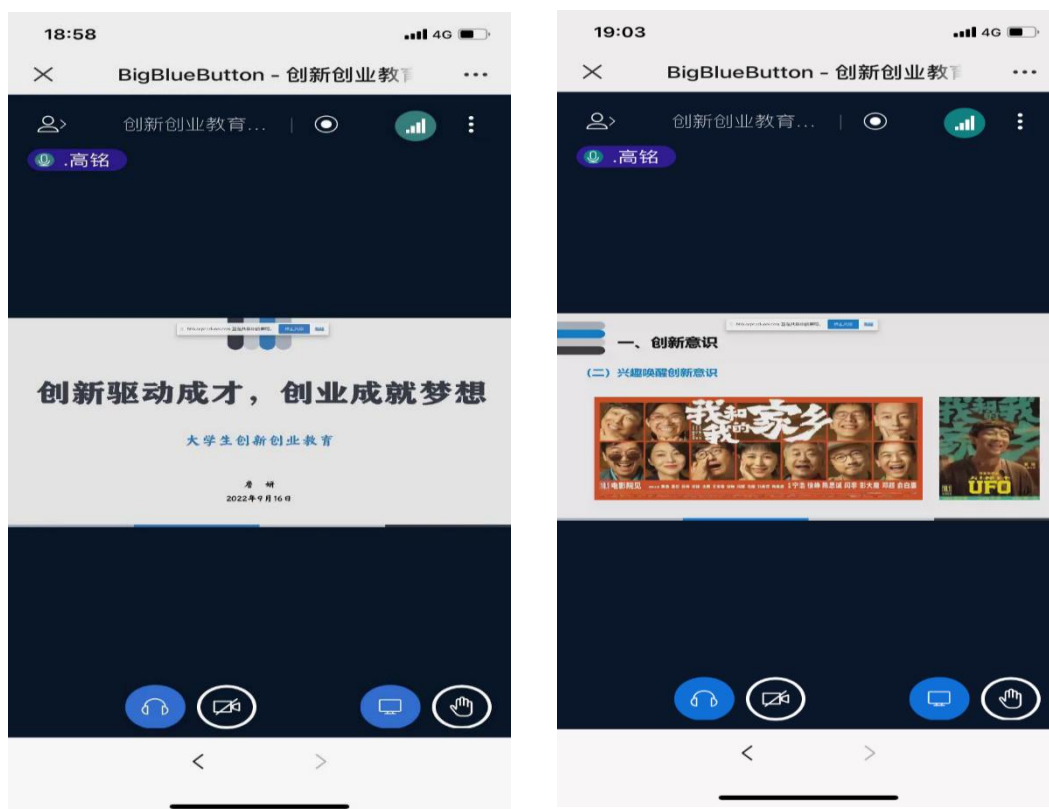 18:58
4G
BigBlueButton - 创新创业教
创新创业教育...
.高铭
创新驱动成才，创业成就梦想
大学生创新创业教育
2022年9月16日
19:03
4G
BigBlueButton - 创新创业教
创新创业教育...
.高铭
一、创新意识
（二）兴趣唤醒创新意识
我和我的家乡
UFO